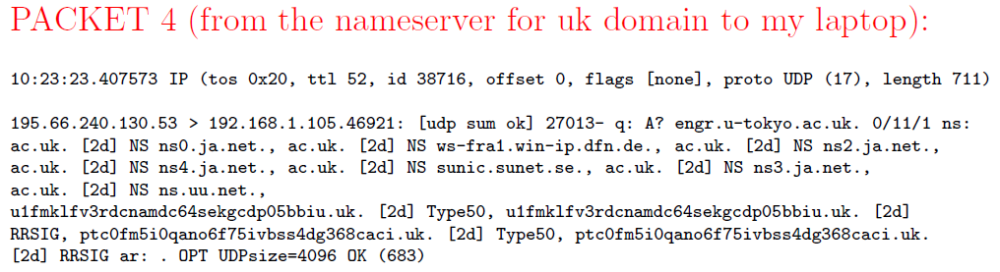 PACKET 4 (from the nameserver for uk domain to my laptop):
10:23:23.407573 IP (tos 0x20, ttl 52, id 38716, offset 0, flags [none], proto UDP (17), length 711)
195.66.240.130.53 > 192.168.1.105.46921: [udp sum ok] 27013- q: A? engr.u-tokyo.ac.uk. 0/11/1 ns:
ac.uk. [2d] NS ns0.ja.net., ac.uk. [2d] NS ws-fra1.win-ip.dfn.de., ac.uk. [2d] NS ns2.ja.net.,
ac.uk. [2d] NS ns4.ja.net., ac.uk. [2d] NS sunic.sunet.se., ac.uk. [2d] NS ns3.ja.net.,
ac.uk. [2d] NS ns.uu.net.,
u1fmklfv3rdcnamdc64sekgcdp05bbiu.uk. [2d] Type50, u1fmklfv3rdcnamdc64sekgcdp05bbiu.uk. [2d]
RRSIG, ptc0fm5i0qano6f75ivbss4dg368caci.uk. [2d] Type50, ptc0fm5i0qano6f75ivbss4dg368caci.uk.
[2d] RRSIG ar: . OPT UDPsize=4096 OK (683)